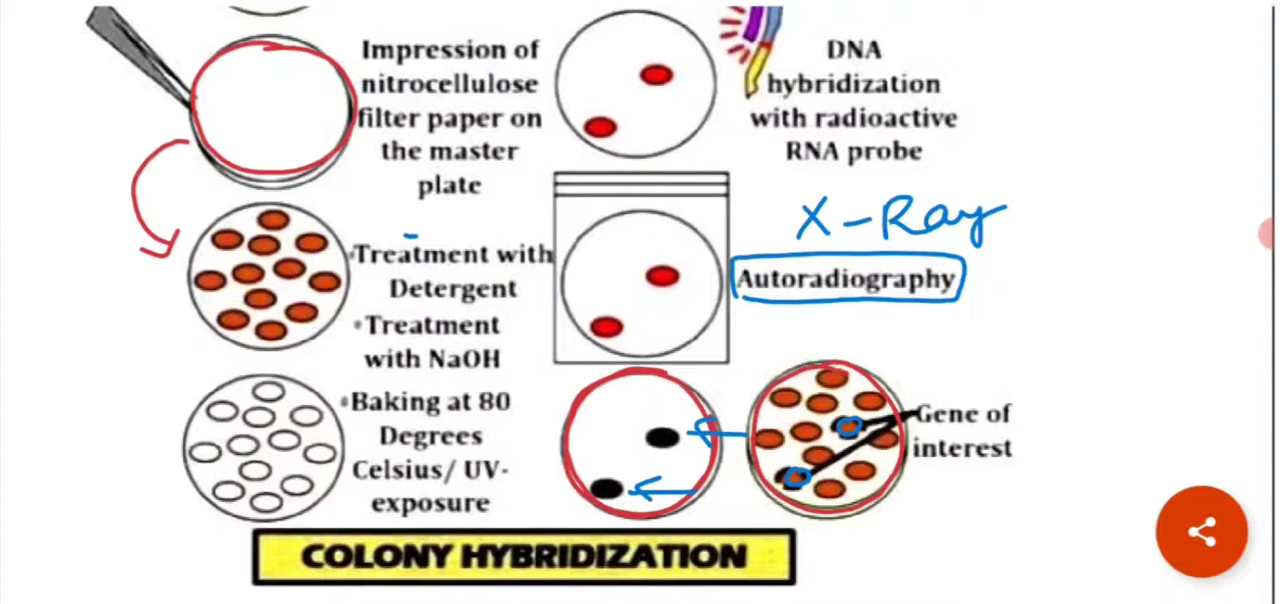 Impression of
nitrocellulose
filter paper on
the master
plate
DNA
hybridization
with radioactive
RNA probe
X-Ray
Treatment with
Detergent
Treatment
with NaOH
Autoradiography
Baking at 80
Degrees
Celsius/ UV-
exposure
Gene of
interest
COLONY HYBRIDIZATION